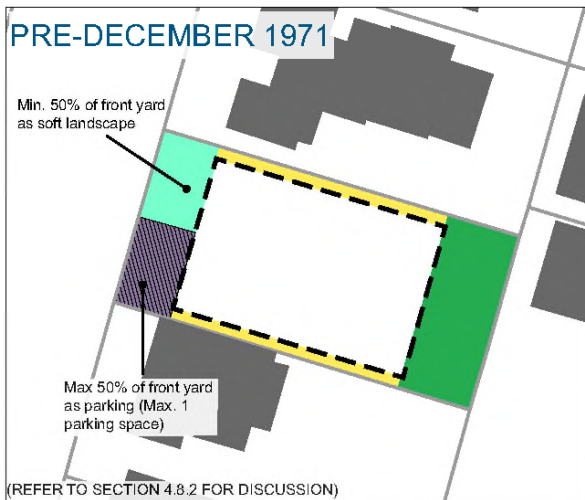 PRE-DECEMBER 1971
Min. 50% of front yard
as soft landscape
Max 50% of front yard
as parking (Max. 1
parking space)
(REFER TO SECTION 4.8.2 FOR DISCUSSION)